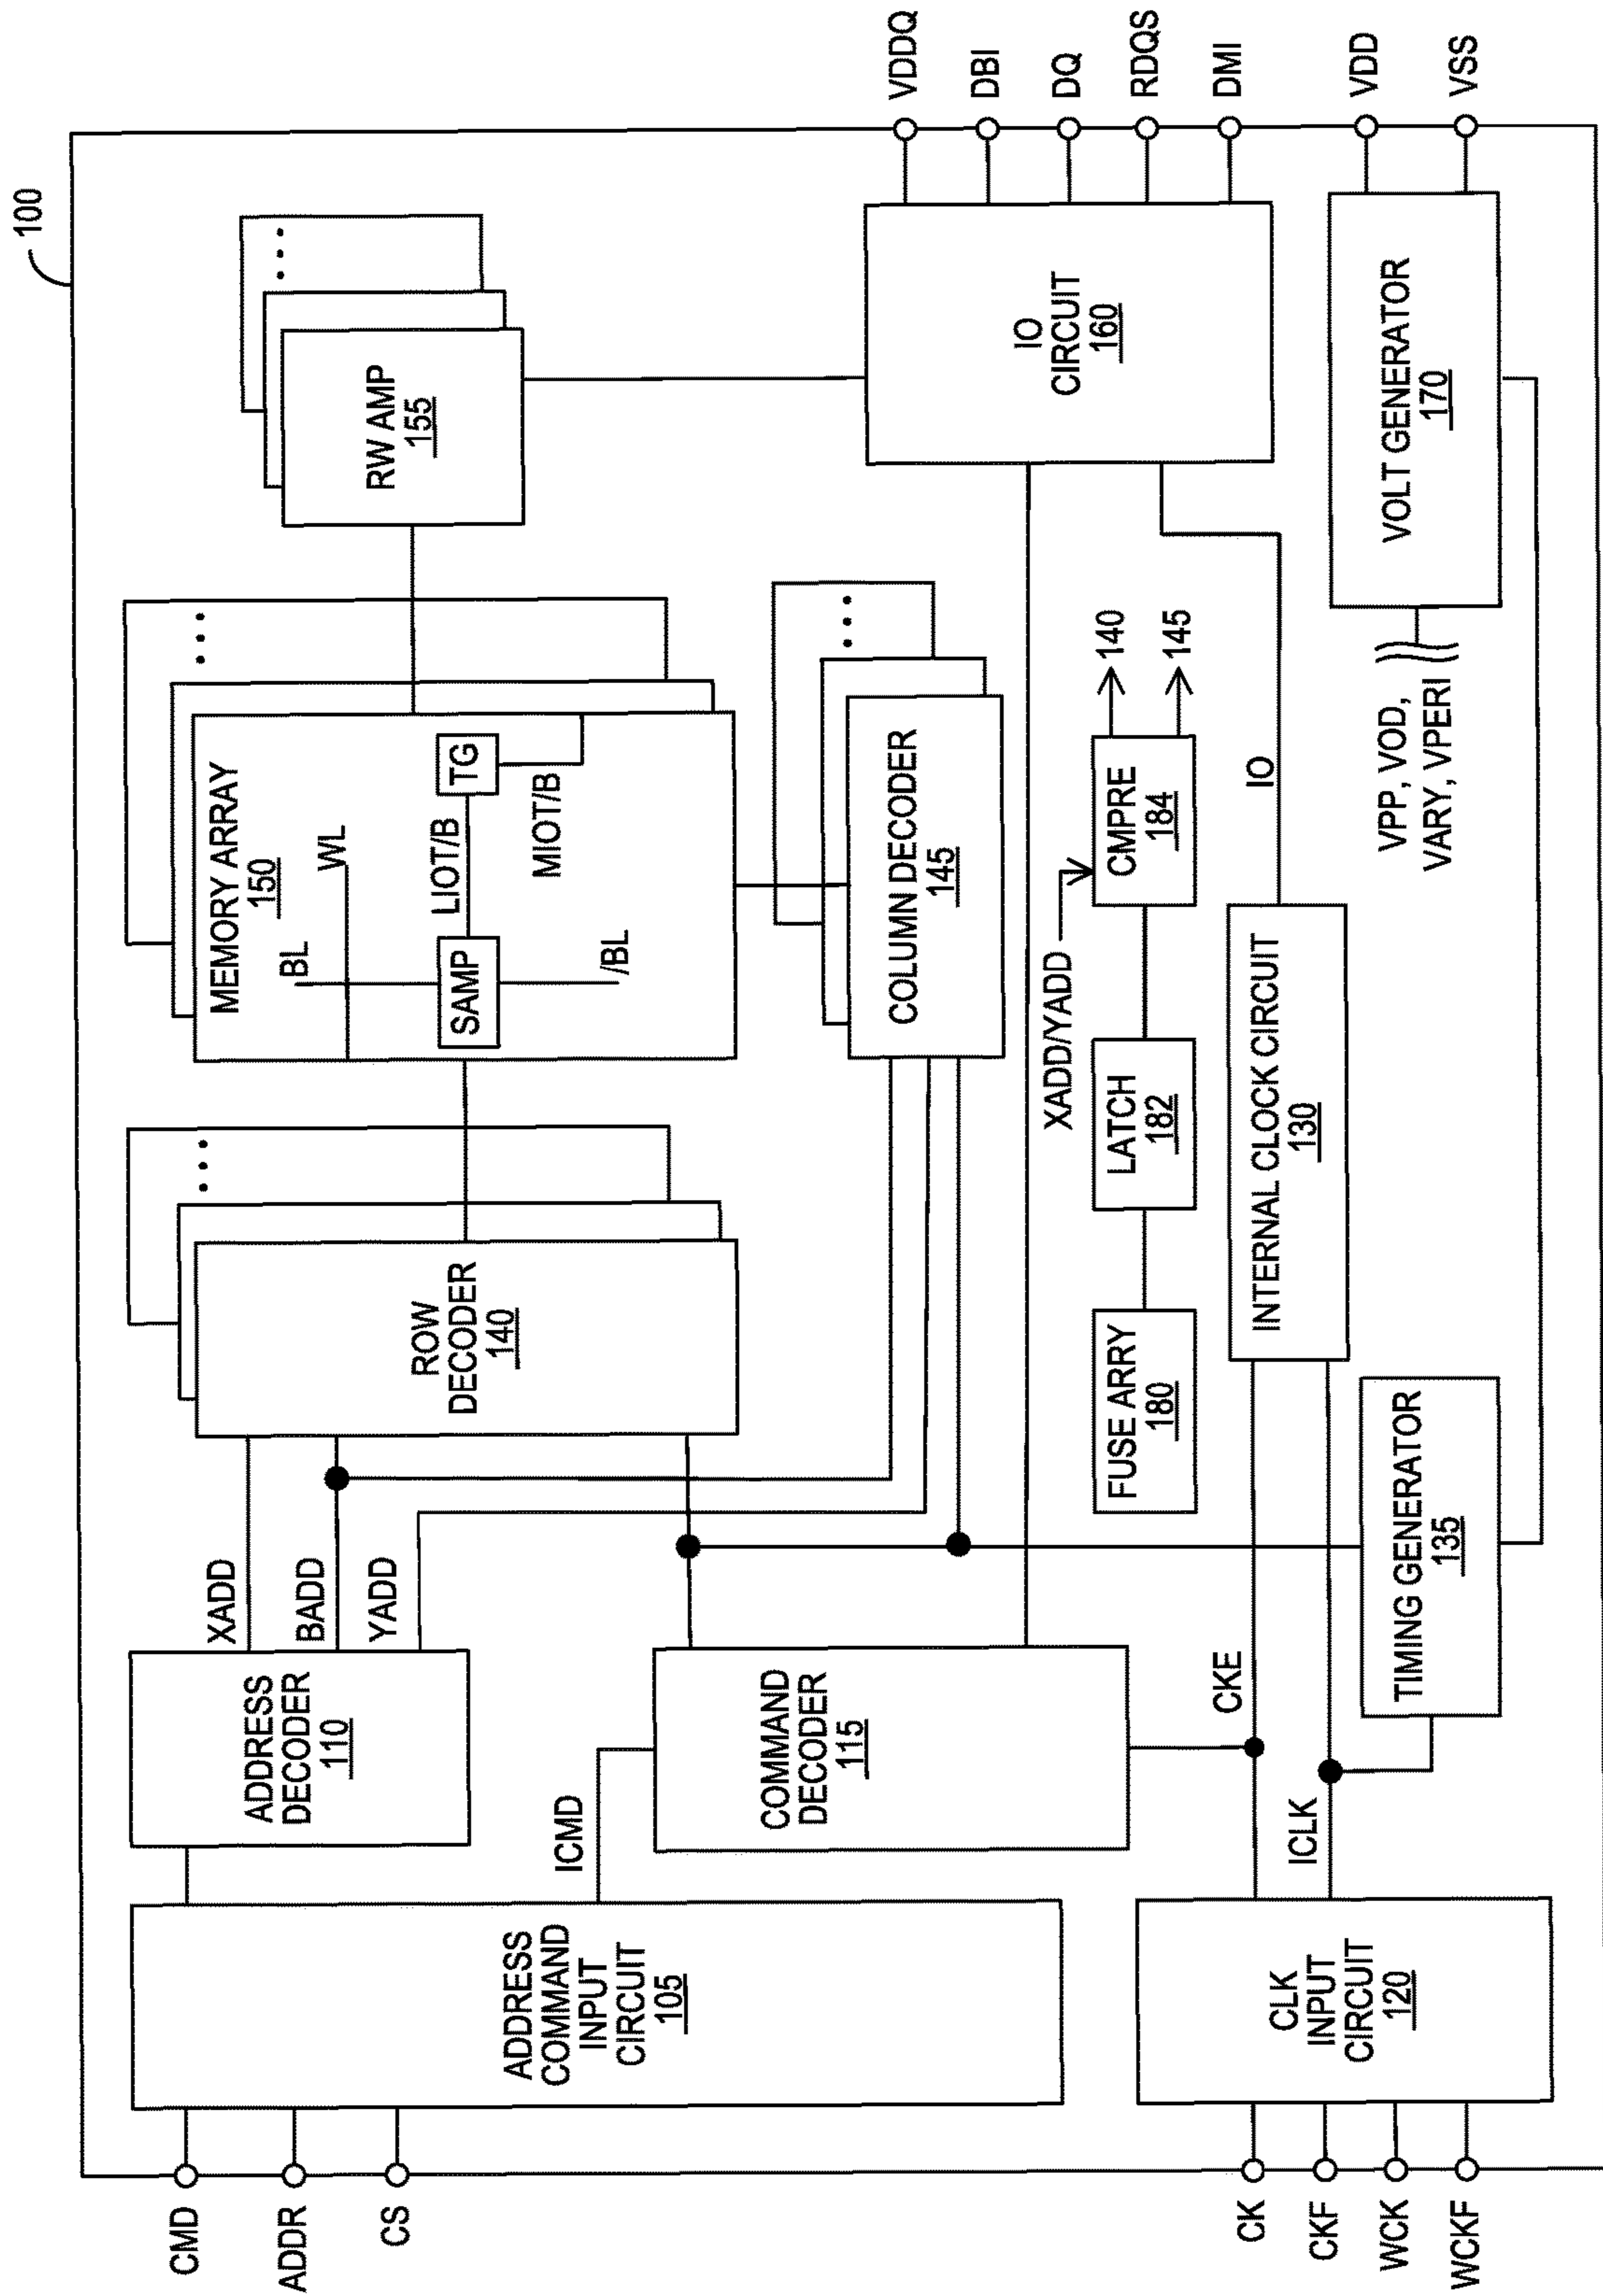 100
CMD
ADDR
CS
ADDRESS
COMMAND
INPUT
CIRCUIT
105
ADDRESS
DECODER
110
XADD
BADD
YADD
ICMD
COMMAND
DECODER
115
ROW
DECODER
140
...
MEMORY ARRAY
150
BL
WL
SAMP
/BL
LIOT/B
TG
MIOT/B
...
RW AMP
155
...
COLUMN DECODER
145
...
CK
CKF
WCK
WCKF
CLK
INPUT
CIRCUIT
120
CKE
ICLK
TIMING GENERATOR
135
FUSE ARRY
180
LATCH
182
XADD/YADD
CMPRE
184
140
145
INTERNAL CLOCK CIRCUIT
130
IO
IO
CIRCUIT
160
VPP, VOD,
VARY, VPERI
VOLT GENERATOR
170
VDDQ
DBI
DQ
RDQS
DMI
VDD
VSS